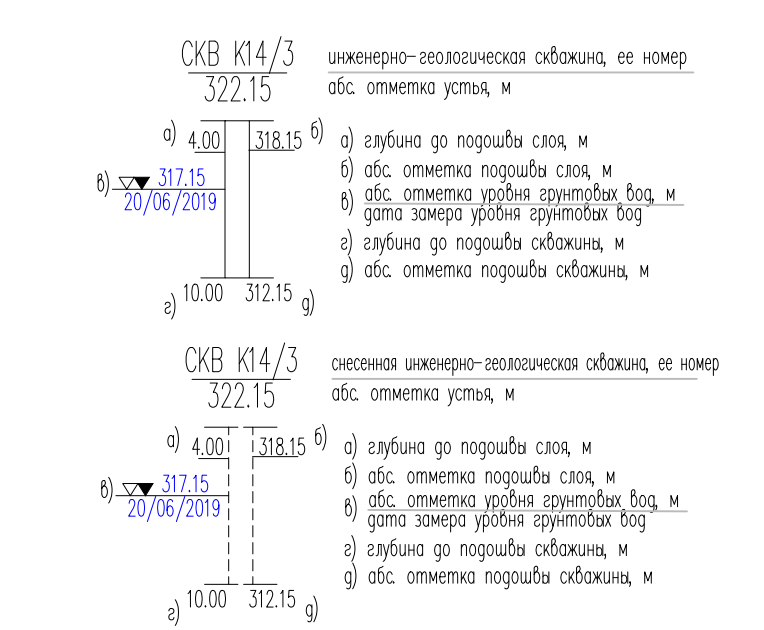 СКВ К14/3
322.15
инженерно-геологическая скважина, ее номер
абс. отметка устья, м
а) 4.00 318.15 б)
в) 317.15
20/06/2019
г) 10.00 312.15 д)
а) глубина до подошвы слоя, м
б) абс. отметка подошвы слоя, м
в) абс. отметка уровня грунтовых вод, м
дата замера уровня грунтовых вод
г) глубина до подошвы скважины, м
д) абс. отметка подошвы скважины, м
СКВ К14/3
322.15
снесенная инженерно-геологическая скважина, ее номер
абс. отметка устья, м
а) 4.00 318.15 б)
в) 317.15
20/06/2019
г) 10.00 312.15 д)
а) глубина до подошвы слоя, м
б) абс. отметка подошвы слоя, м
в) абс. отметка уровня грунтовых вод, м
дата замера уровня грунтовых вод
г) глубина до подошвы скважины, м
д) абс. отметка подошвы скважины, м